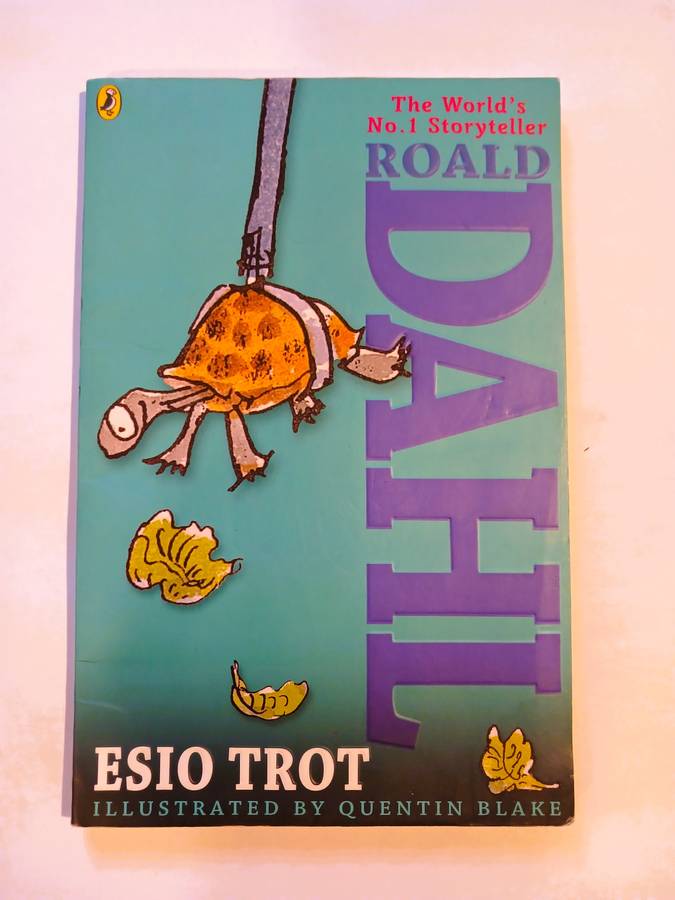 The World's
No.1 Storyteller
ROALD
DAHL
ESIO TROT
ILLUSTRATED BY QUENTIN BLAKE